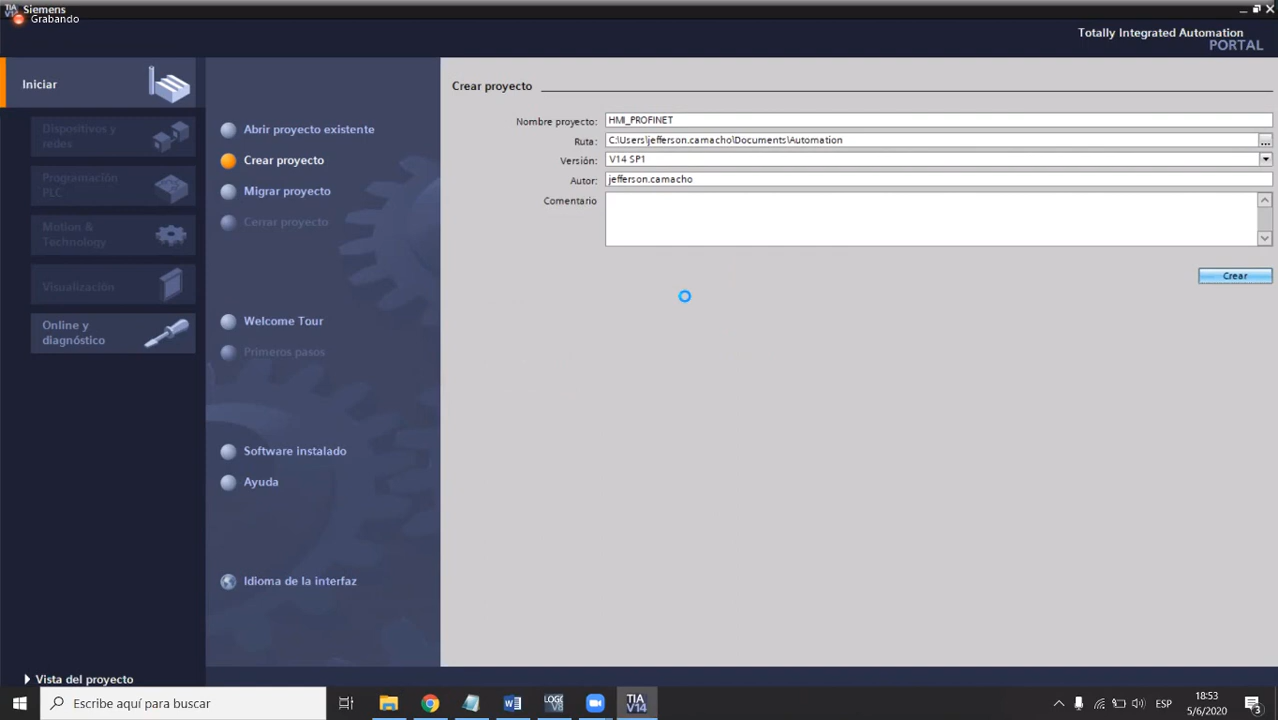 Siemens
Grabando
Totally Integrated Automation
PORTAL
Iniciar
Dispositivos y
redes
Programación
PLC
Motion &
Technology
Visualización
Online y
diagnóstico
Abrir proyecto existente
Crear proyecto
Migrar proyecto
Cerrar proyecto
Welcome Tour
Primeros pasos
Software instalado
Ayuda
Idioma de la interfaz
Crear proyecto
Nombre proyecto: HMI_PROFINET
Ruta: C:\Users\jefferson.camacho\Documents\Automation ...
Versión: V14 SP1
Autor: jefferson.camacho
Comentario
Crear
Vista del proyecto
Escribe aquí para buscar
TIA
V14
ESP
18:53
5/6/2020
3